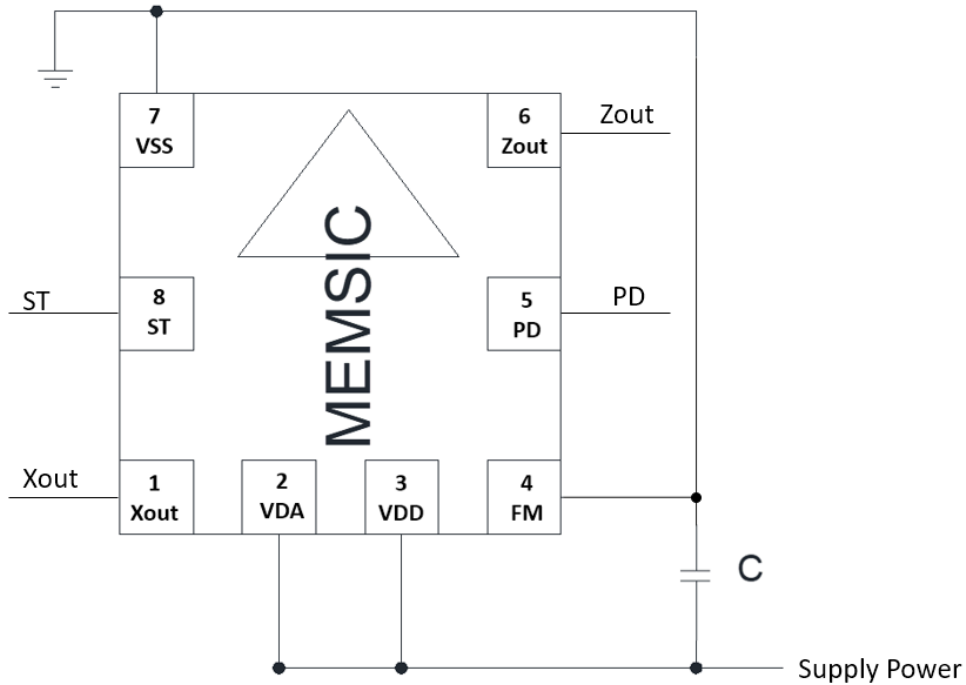 7
VSS
6
Zout
Zout
MEMSIC
ST
8
ST
5
PD
PD
Xout
1
Xout
2
VDA
3
VDD
4
FM
C
Supply Power